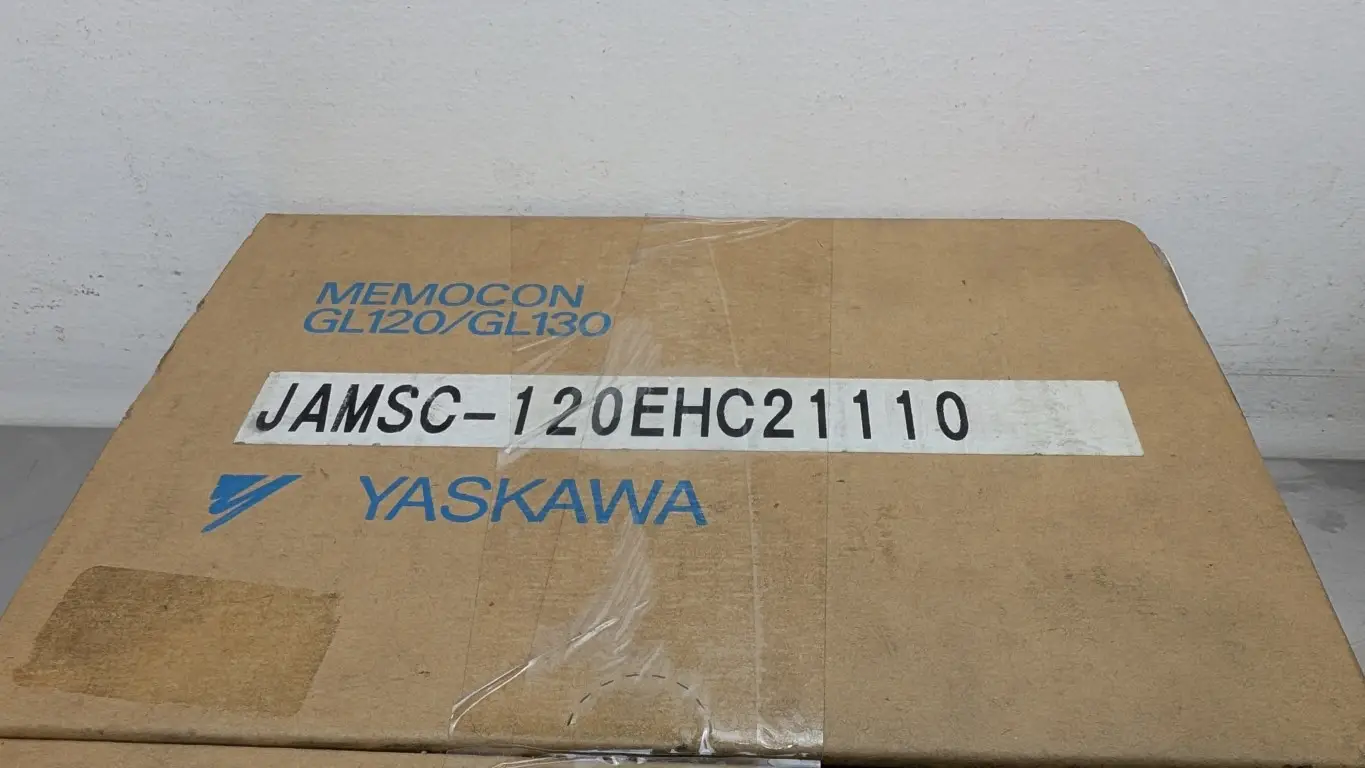 MEMOCON
GL120/GL130
JAMSC-120EHC21110
YASKAWA